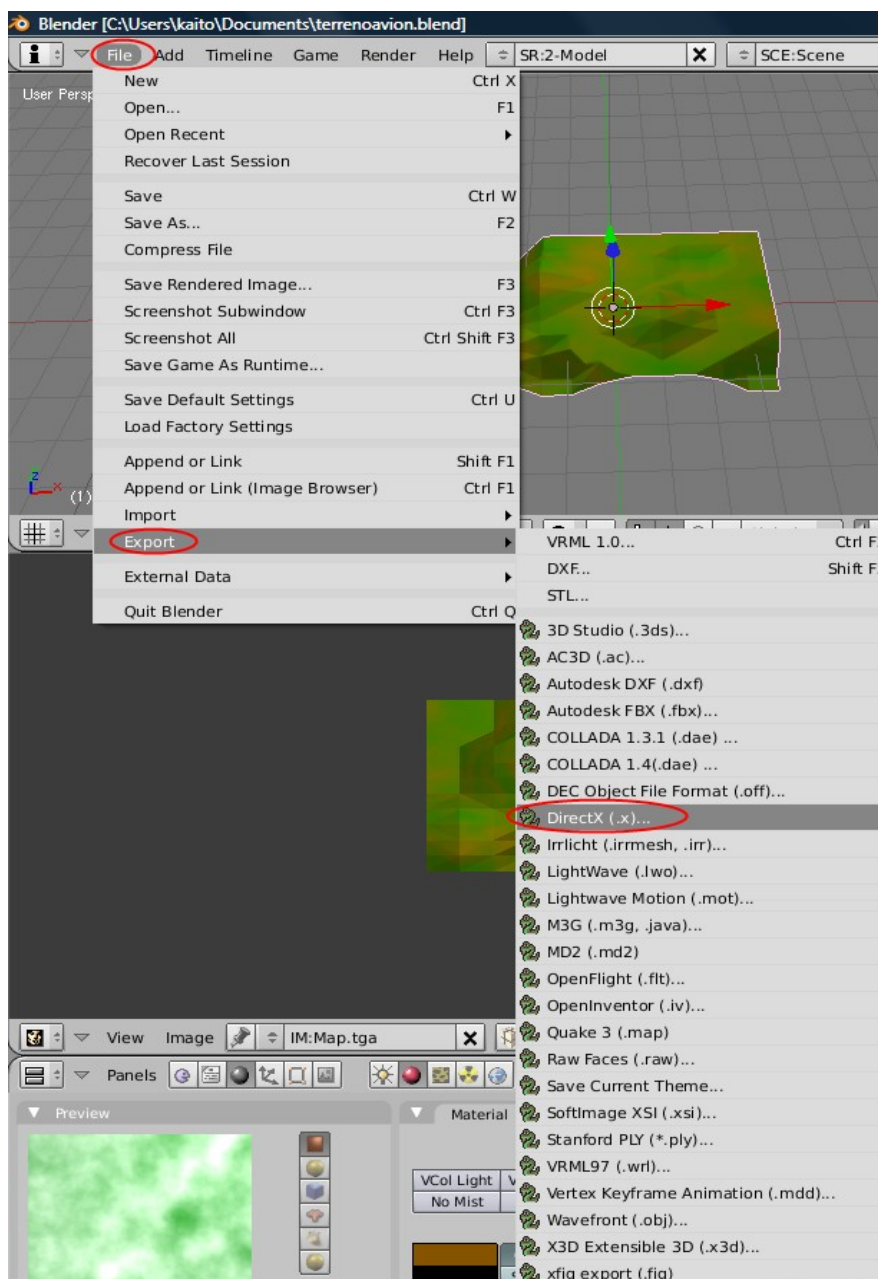 Blender [C:\Users\kaito\Documents\terrenoavion.blend]
File Add Timeline Game Render Help SR:2-Model SCE:Scene
User Persp
New Ctrl X
Open... F1
Open Recent
Recover Last Session
Save Ctrl W
Save As... F2
Compress File
Save Rendered Image... F3
Screenshot Subwindow Ctrl F3
Screenshot All Ctrl Shift F3
Save Game As Runtime...
Save Default Settings Ctrl U
Load Factory Settings
Append or Link Shift F1
Append or Link (Image Browser) Ctrl F1
Import
Export
External Data
Quit Blender Ctrl Q
z
x
(1)
VRML 1.0... Ctrl F
DXF... Shift F
STL...
3D Studio (.3ds)...
AC3D (.ac)...
Autodesk DXF (.dxf)
Autodesk FBX (.fbx)...
COLLADA 1.3.1 (.dae) ...
COLLADA 1.4(.dae) ...
DEC Object File Format (.off)...
DirectX (.x)...
Irrlicht (.irrmesh, .irr)...
LightWave (.lwo)...
Lightwave Motion (.mot)...
M3G (.m3g, .java)...
MD2 (.md2)
OpenFlight (.flt)...
OpenInventor (.iv)...
Quake 3 (.map)
Raw Faces (.raw)...
Save Current Theme...
SoftImage XSI (.xsi)...
Stanford PLY (*.ply)...
VRML97 (.wrl)...
Vertex Keyframe Animation (.mdd)...
Wavefront (.obj)...
X3D Extensible 3D (.x3d)...
xfig export (.fig)
View Image IM:Map.tga
Panels
Preview
Material
VCol Light V
No Mist